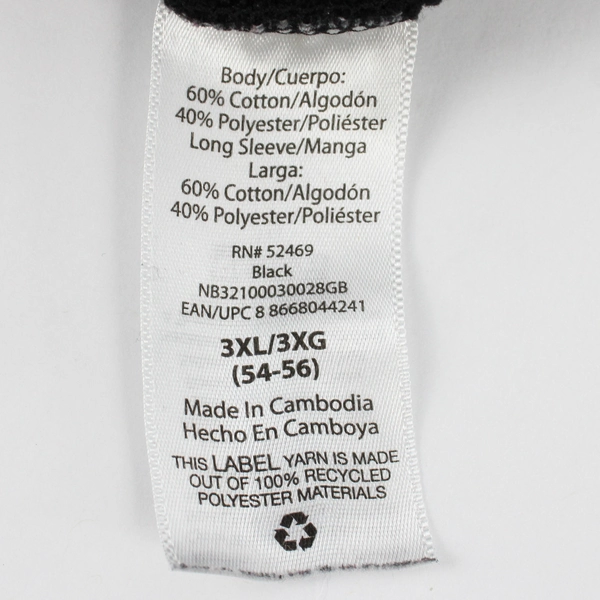 Body/Cuerpo:
60% Cotton/Algodón
40% Polyester/Poliéster
Long Sleeve/Manga
Larga:
60% Cotton/Algodón
40% Polyester/Poliéster
RN# 52469
Black
NB32100030028GB
EAN/UPC 8 8668044241
3XL/3XG
(54-56)
Made In Cambodia
Hecho En Camboya
THIS LABEL YARN IS MADE
OUT OF 100% RECYCLED
POLYESTER MATERIALS